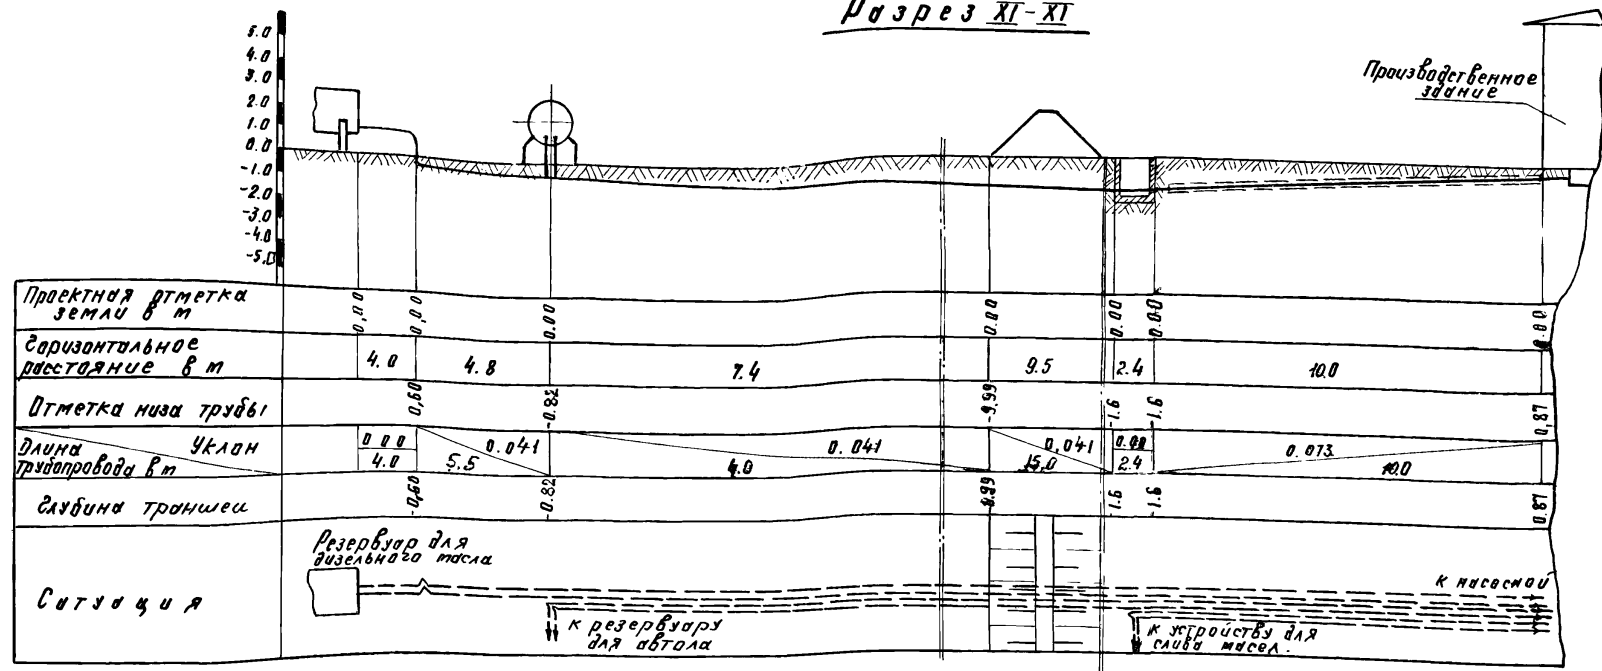 Разрез XI-XI
5.0
4.0
3.0
2.0
1.0
0.0
-1.0
-2.0
-3.0
-4.0
-5.0
Производственное
здание
Проектная отметка
земли в м
0,00
0,00
0.00
0.00
0.00
0.00
0.00
Горизонтальное
расстояние в м
4.0
4.8
7.4
9.5
2.4
10.0
Отметка низа трубы
-0,60
-0.82
-1.6
-1.6
0,87
Уклон
Длина
трубопровода в м
0 0 0
4.0
0.041
5.5
0.041
0,041
15,0
0.00
2.4
0.073
10.0
Глубина траншеи
-0,60
-0.82
0.99
-1.6
1.6
0.87
Ситуация
Резервуар для
дизельного масла
к резервуару
для автола
к устройству для
слива масел.
к насосной